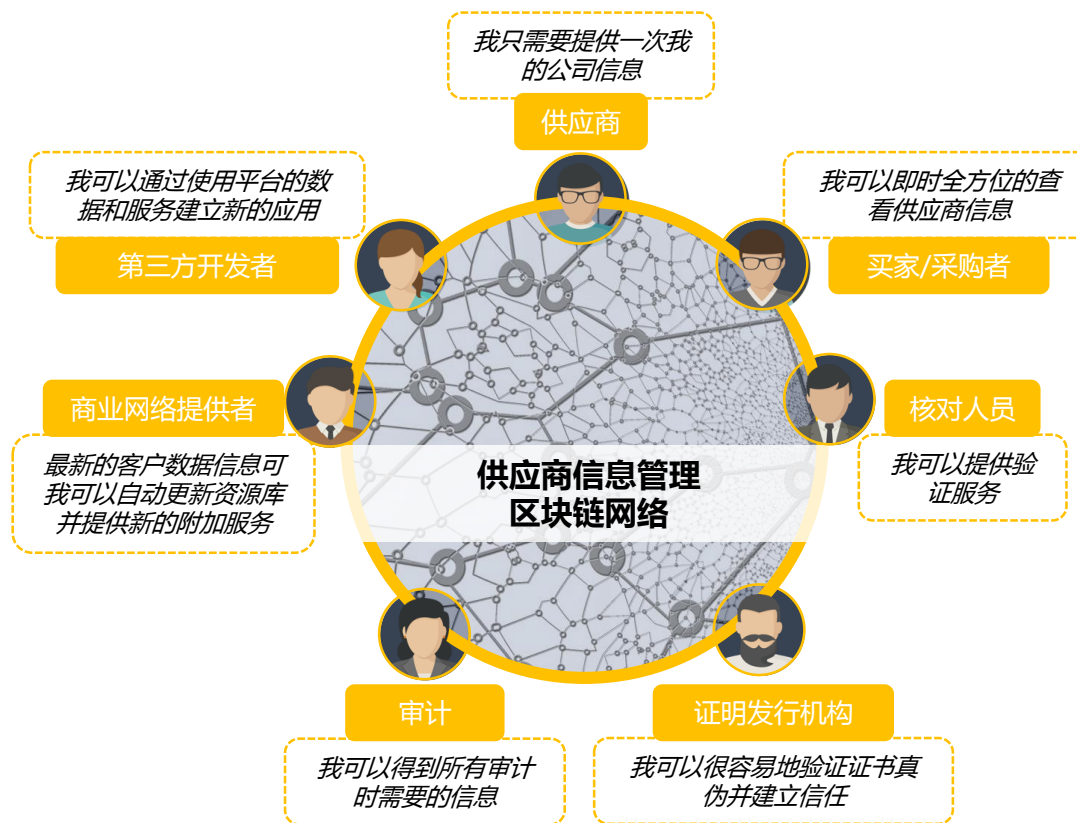 我只需要提供一次我
的公司信息
供应商
我可以通过使用平台的数
据和服务建立新的应用
第三方开发者
我可以即时全方位的查
看供应商信息
买家/采购者
商业网络提供者
最新的客户数据信息可
我可以自动更新资源库
并提供新的附加服务
核对人员
我可以提供验
证服务
供应商信息管理
区块链网络
审计
我可以得到所有审计
时需要的信息
证明发行机构
我可以很容易地验证证书真
伪并建立信任